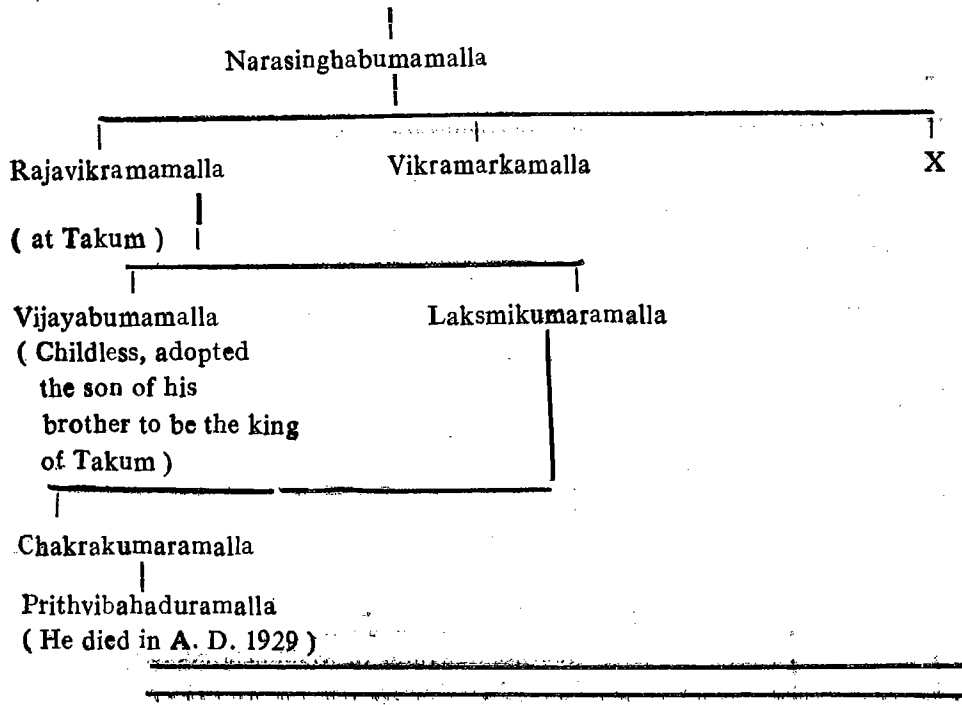 Narasinghabumamalla
Rajavikramamalla Vikramarkamalla X
( at Takum )
Vijayabumamalla Laksmikumaramalla
( Childless, adopted
the son of his
brother to be the king
of Takum )
Chakrakumaramalla
Prithvibahaduramalla
( He died in A. D. 1929 )